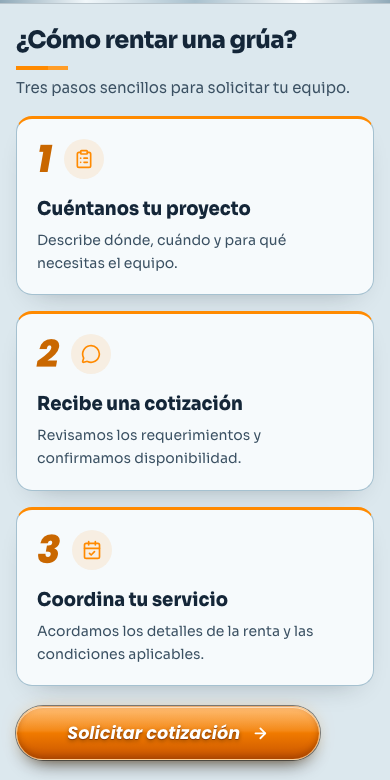 ¿Cómo rentar una grúa?
Tres pasos sencillos para solicitar tu equipo.
1
Cuéntanos tu proyecto
Describe dónde, cuándo y para qué
necesitas el equipo.
2
Recibe una cotización
Revisamos los requerimientos y
confirmamos disponibilidad.
3
Coordina tu servicio
Acordamos los detalles de la renta y las
condiciones aplicables.
Solicitar cotización →